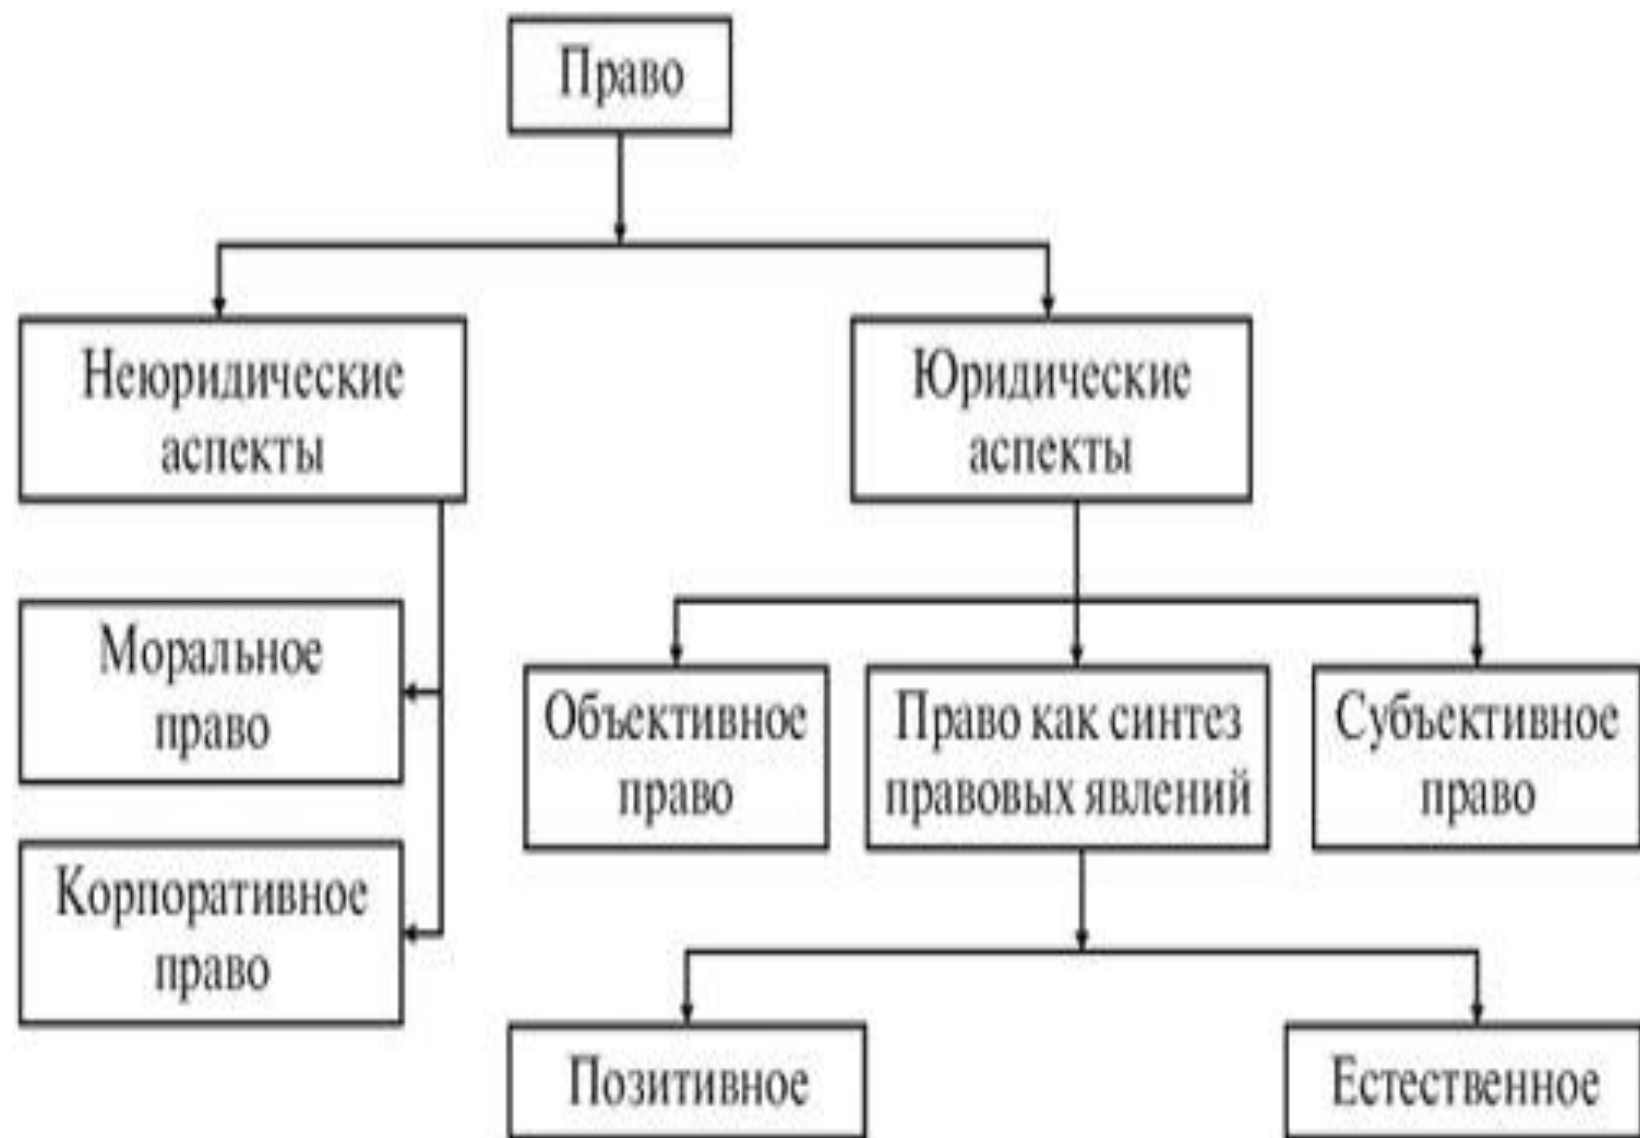 Право
Неюридические
аспекты
Юридические
аспекты
Моральное
право
Корпоративное
право
Объективное
право
Право как синтез
правовых явлений
Субъективное
право
Позитивное
Естественное